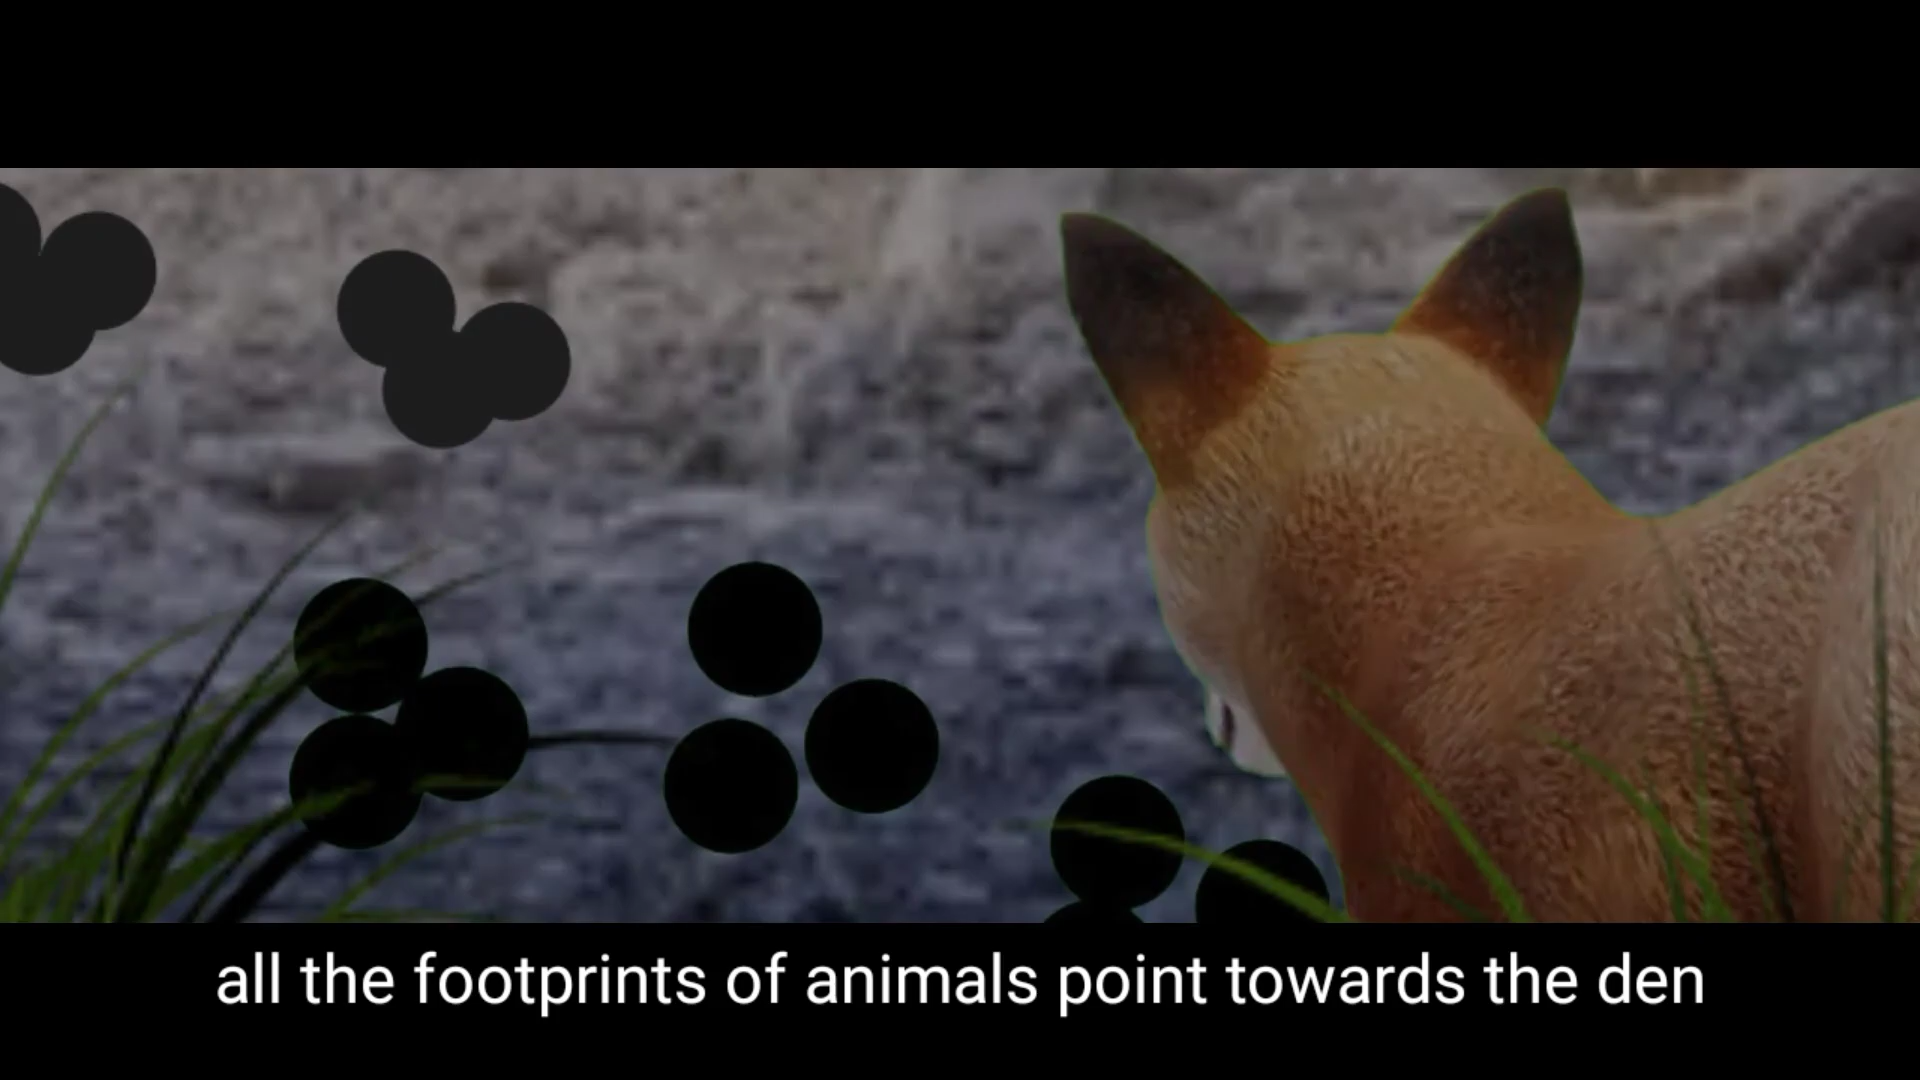 all the footprints of animals point towards the den